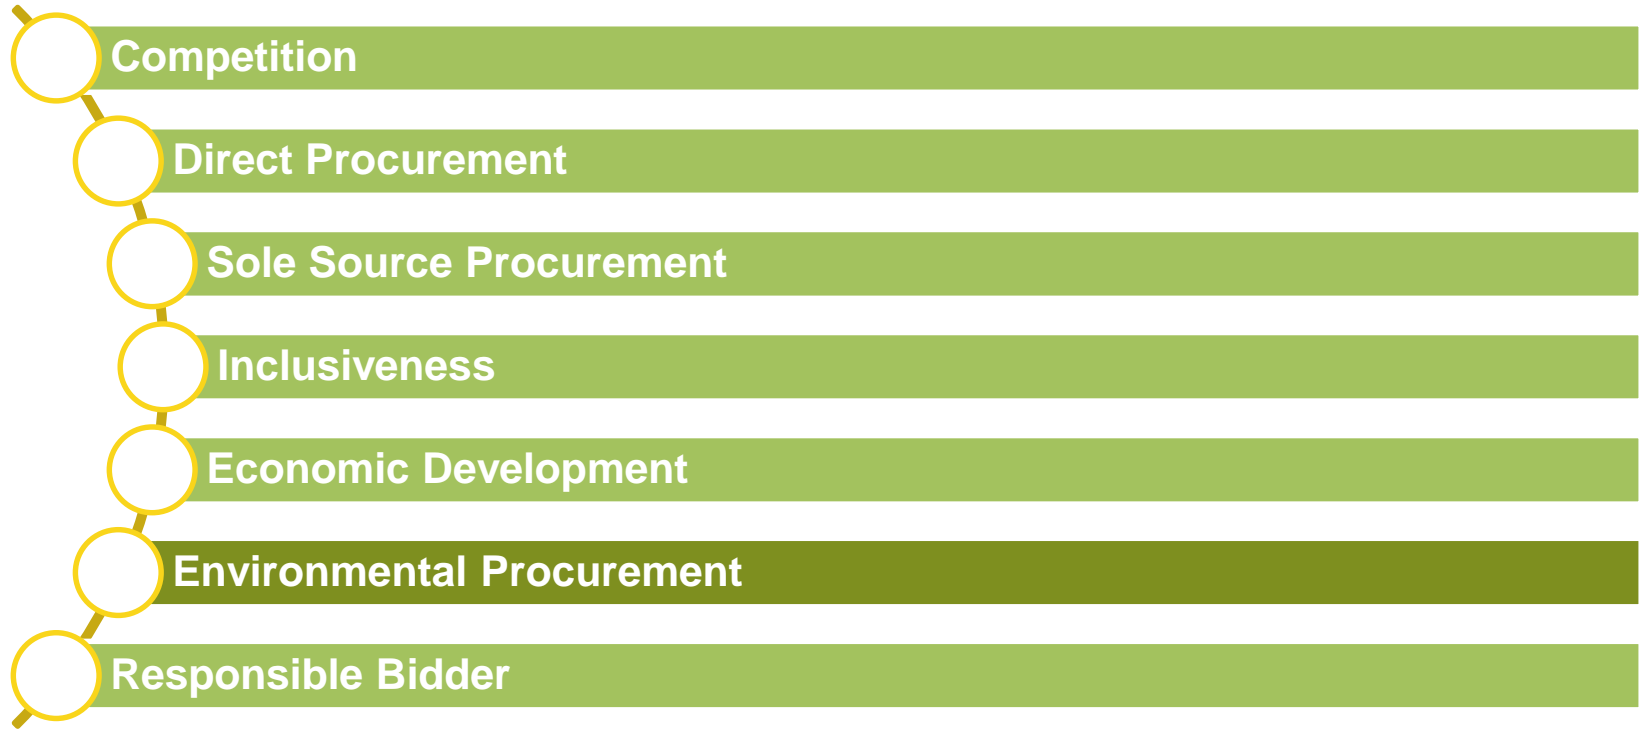 Competition
Direct Procurement
Sole Source Procurement
Inclusiveness
Economic Development
Environmental Procurement
Responsible Bidder